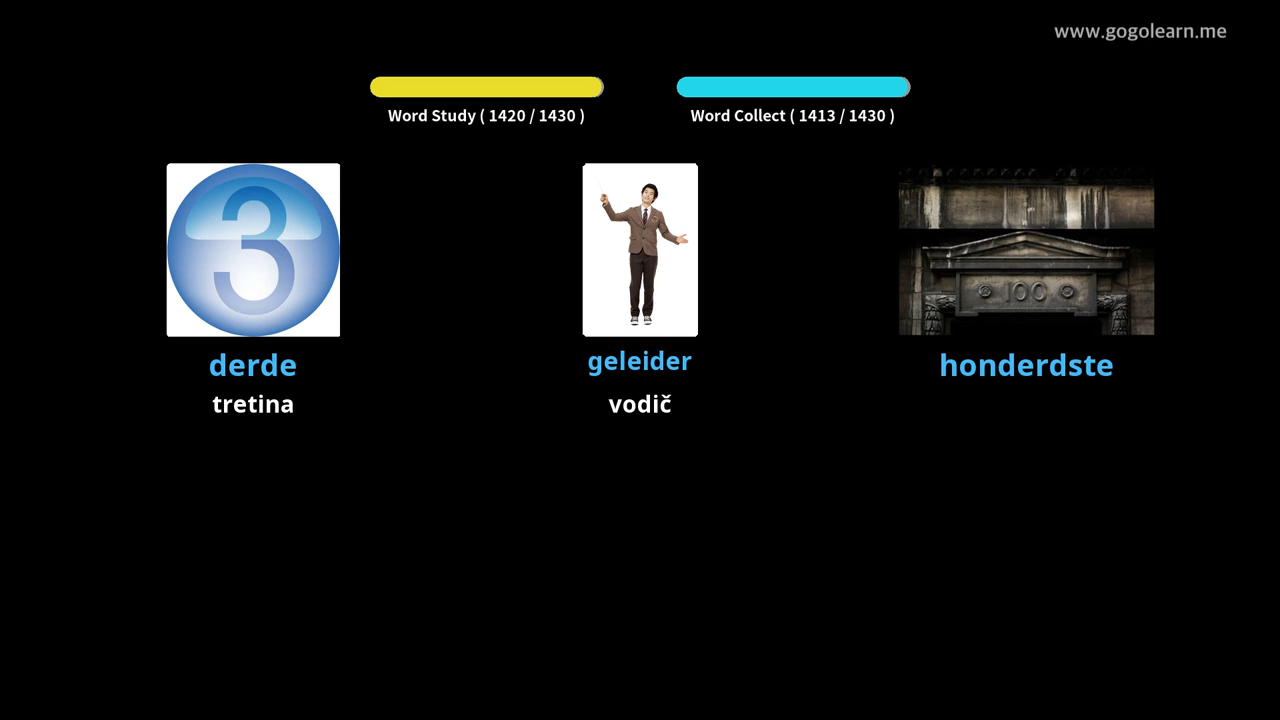 www.gogolearn.me
Word Study ( 1420 / 1430 )
Word Collect ( 1413 / 1430 )
3
100
derde
geleider
honderdste
tretina
vodič